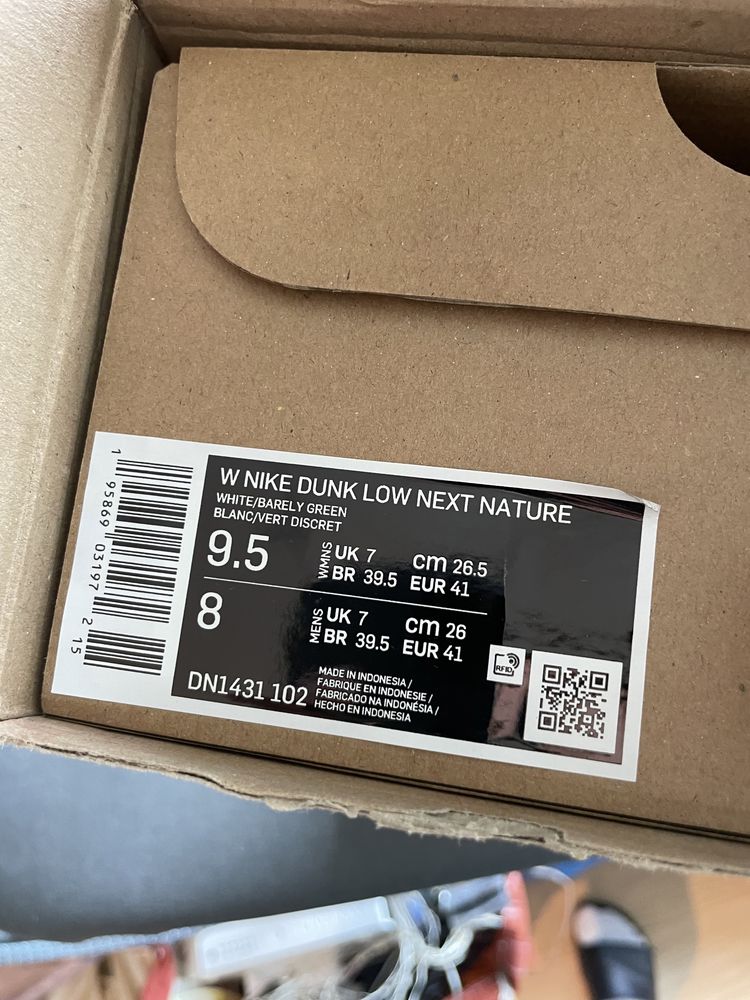 W NIKE DUNK LOW NEXT NATURE
WHITE/BARELY GREEN
BLANC/VERT DISCRET
9.5 WMNS UK 7 cm 26.5
BR 39.5 EUR 41
8 MENS UK 7 cm 26
BR 39.5 EUR 41
DN1431 102
MADE IN INDONESIA /
FABRIQUE EN INDONESIE /
FABRICADO NA INDONÉSIA /
HECHO EN INDONESIA
RFID
1 95869 03197 2 15